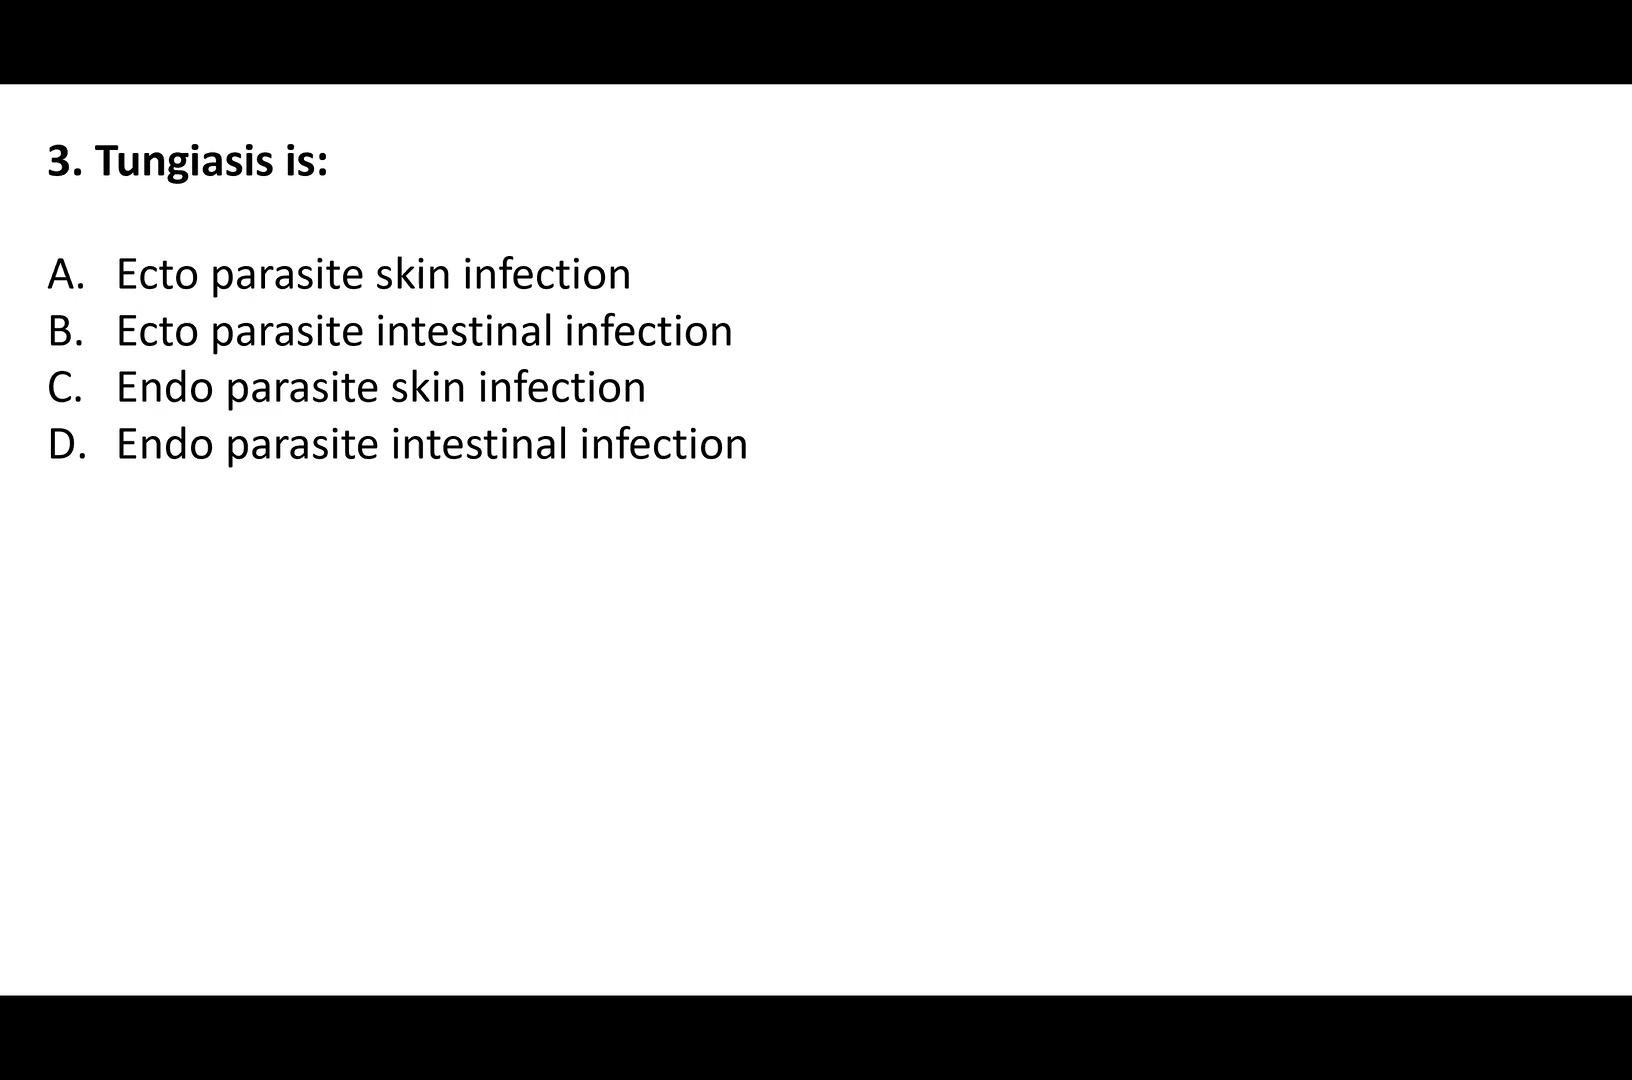 3. Tungiasis is:
A. Ecto parasite skin infection
B. Ecto parasite intestinal infection
C. Endo parasite skin infection
D. Endo parasite intestinal infection